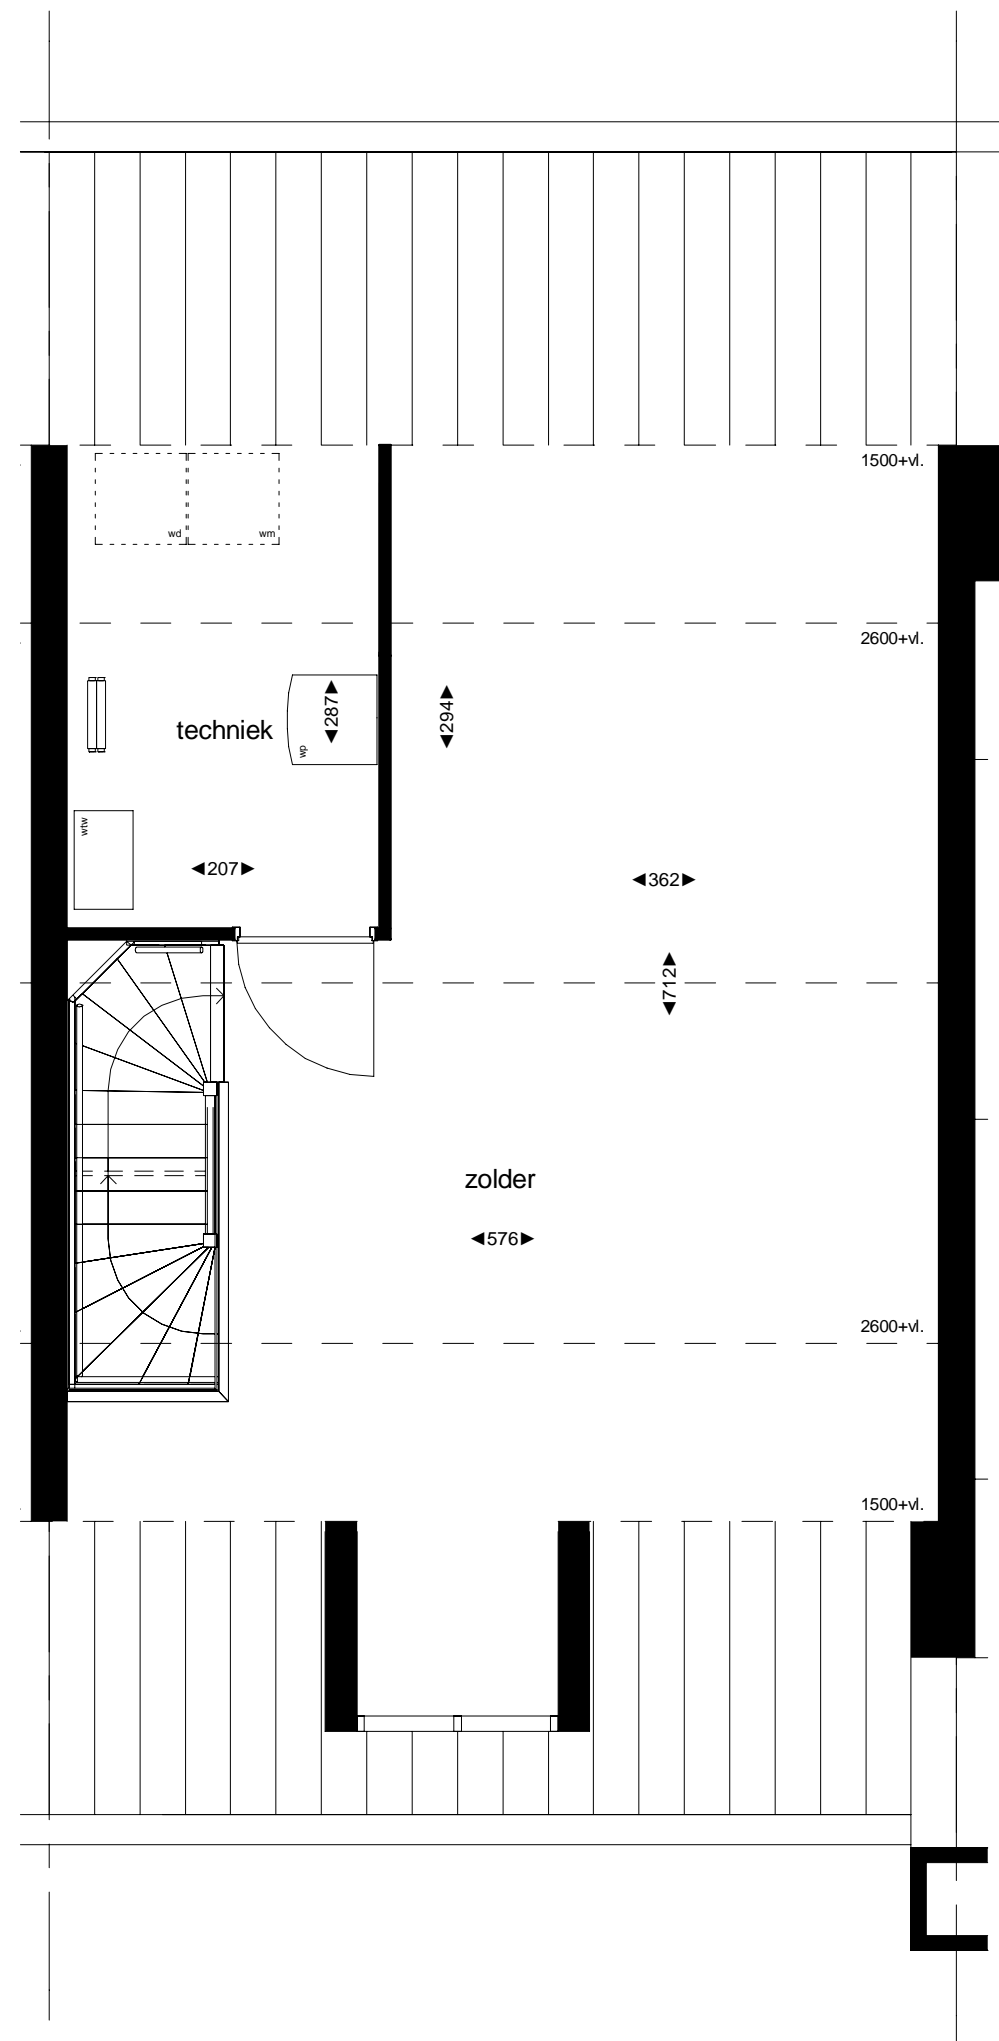 1500+vl.
wd
wm
2600+vl.
techniek
◄287►
wp
◄294►
wtw
◄207►
◄362►
◄712►
zolder
◄576►
2600+vl.
1500+vl.